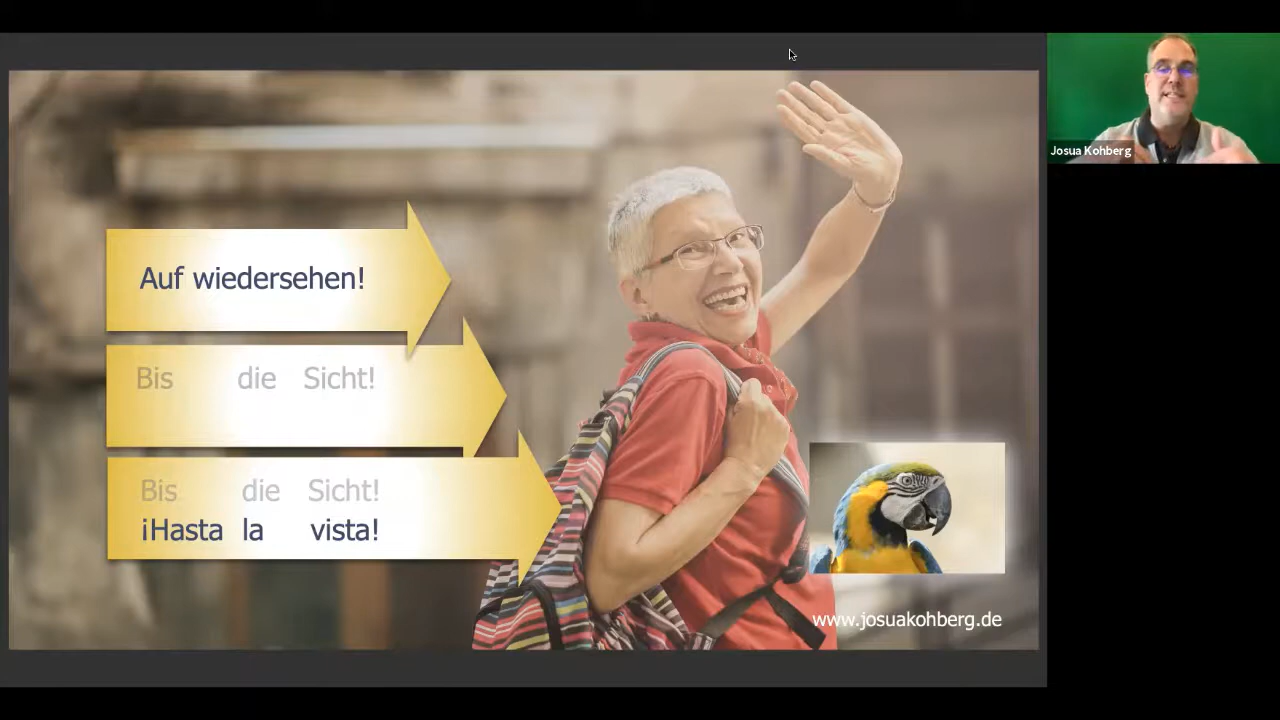 Josua Kohberg
Auf wiedersehen!
Bis die Sicht!
Bis die Sicht!
¡Hasta la vista!
www.josuakohberg.de